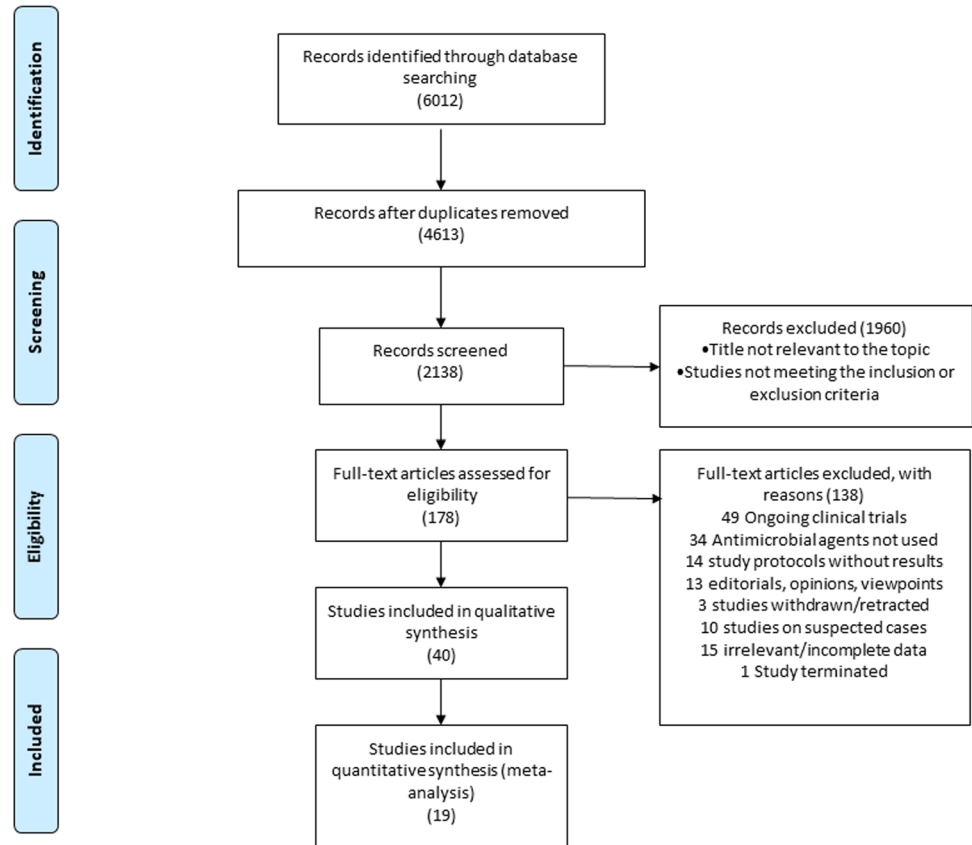 Identification
Records identified through database
searching
(6012)
Records after duplicates removed
(4613)
Screening
Records screened
(2138)
Records excluded (1960)
•Title not relevant to the topic
•Studies not meeting the inclusion or
exclusion criteria
Eligibility
Full-text articles assessed for
eligibility
(178)
Full-text articles excluded, with
reasons (138)
49 Ongoing clinical trials
34 Antimicrobial agents not used
14 study protocols without results
13 editorials, opinions, viewpoints
3 studies withdrawn/retracted
10 studies on suspected cases
15 irrelevant/incomplete data
1 Study terminated
Studies included in qualitative
synthesis
(40)
Included
Studies included in
quantitative synthesis (meta-
analysis)
(19)